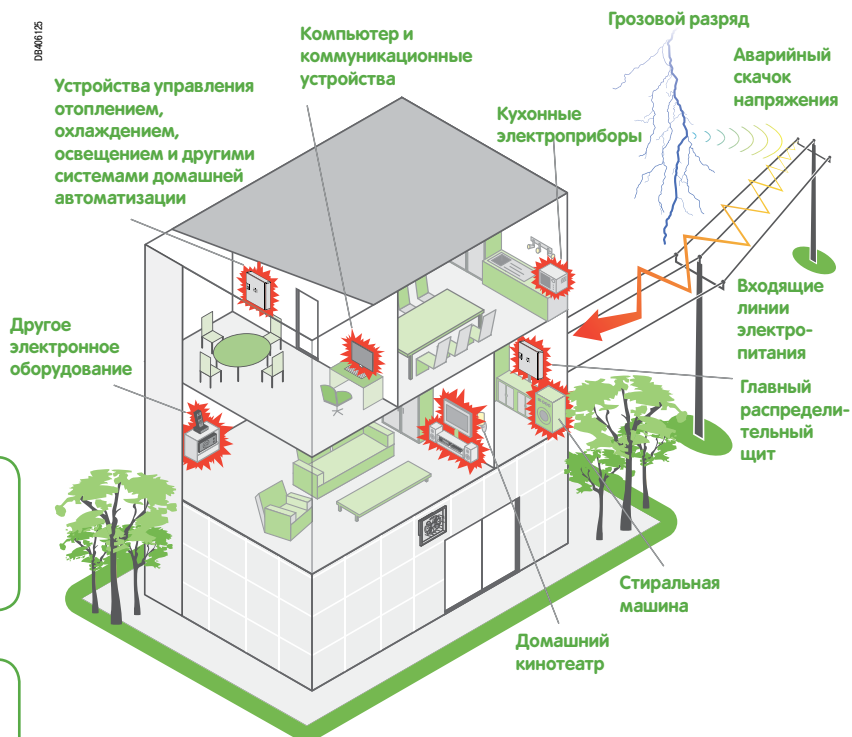 DB406125
Грозовой разряд
Компьютер и
коммуникационные
устройства
Аварийный
скачок
напряжения
Устройства управления
отоплением,
охлаждением,
освещением и другими
системами домашней
автоматизации
Кухонные
электроприборы
Входящие
линии
электро-
питания
Другое
электронное
оборудование
Главный
распредели-
тельный
щит
Стиральная
машина
Домашний
кинотеатр